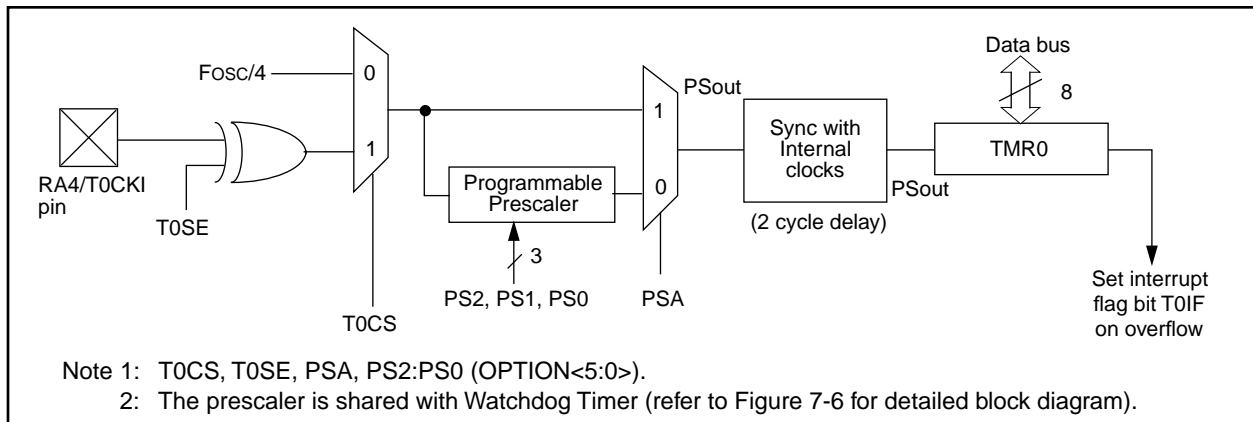 Data bus
8
FOSC/4
0
1
RA4/T0CKI
pin
T0SE
T0CS
Programmable
Prescaler
3
PS2, PS1, PS0
1
0
PSA
PSout
Sync with
Internal
clocks
(2 cycle delay)
PSout
TMR0
Set interrupt
flag bit T0IF
on overflow
Note 1: T0CS, T0SE, PSA, PS2:PS0 (OPTION<5:0>).
2: The prescaler is shared with Watchdog Timer (refer to Figure 7-6 for detailed block diagram).